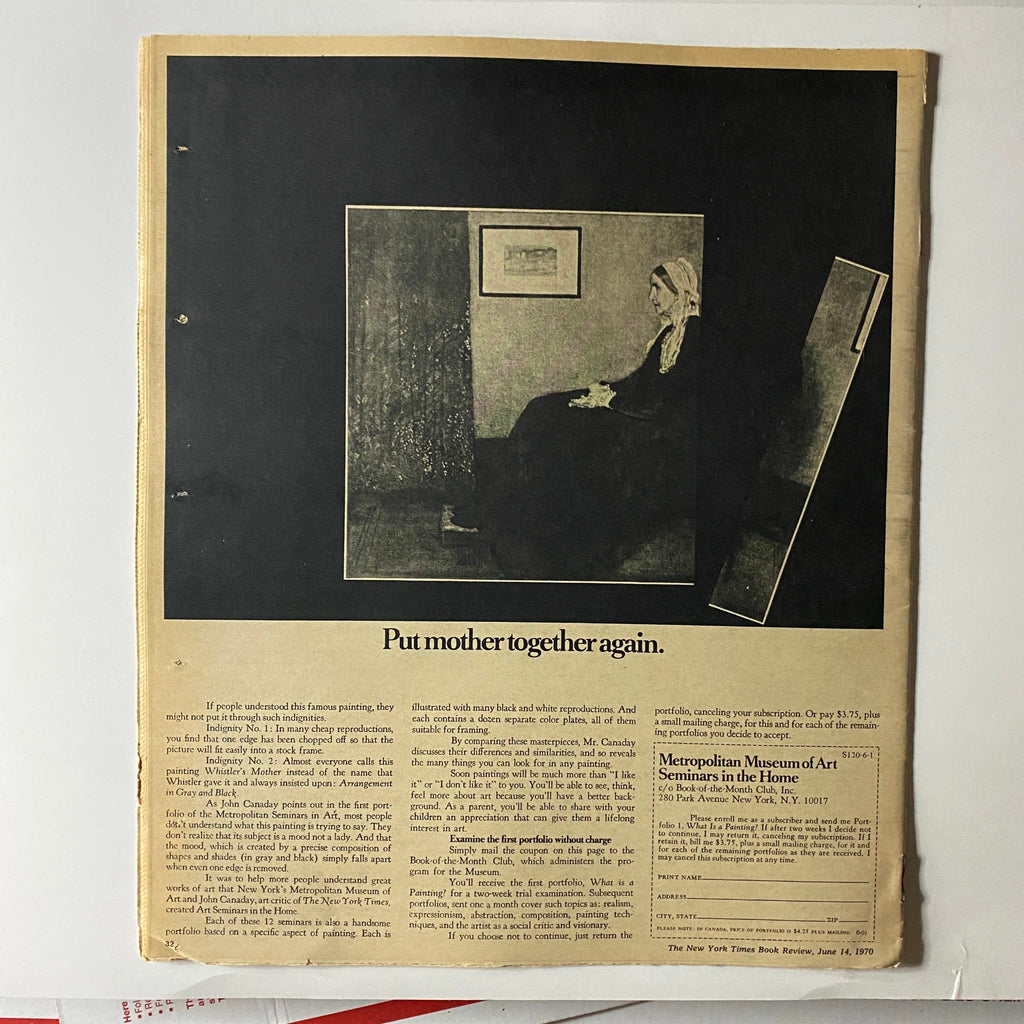 Put mother together again.
If people understood this famous painting, they
might not put it through such indignities.
Indignity No. 1: In many cheap reproductions,
you find that one edge has been chopped off so that the
picture will fit easily into a stock frame.
Indignity No. 2: Almost everyone calls this
painting Whistler's Mother instead of the name that
Whistler gave it and always insisted upon: Arrangement
in Gray and Black.
As John Canaday points out in the first port-
folio of the Metropolitan Seminars in Art, most people
don't understand what this painting is trying to say. They
don't realize that its subject is a mood not a lady. And that
the mood, which is created by a precise composition of
shapes and shades (in gray and black) simply falls apart
when even one edge is removed.
It was to help more people understand great
works of art that New York's Metropolitan Museum of
Art and John Canaday, art critic of The New York Times,
created Art Seminars in the Home.
Each of these 12 seminars is also a handsome
portfolio based on a specific aspect of painting. Each is
32
illustrated with many black and white reproductions. And
each contains a dozen separate color plates, all of them
suitable for framing.
By comparing these masterpieces, Mr. Canaday
discusses their differences and similarities, and so reveals
the many things you can look for in any painting.
Soon paintings will be much more than "I like
it" or "I don't like it" to you. You'll be able to see, think,
feel more about art because you'll have a better back-
ground. As a parent, you'll be able to share with your
children an appreciation that can give them a lifelong
interest in art.
Examine the first portfolio without charge
Simply mail the coupon on this page to the
Book-of-the-Month Club, which administers the pro-
gram for the Museum.
You'll receive the first portfolio, What is a
Painting? for a two-week trial examination. Subsequent
portfolios, sent one a month cover such topics as: realism,
expressionism, abstraction, composition, painting tech-
niques, and the artist as a social critic and visionary.
If you choose not to continue, just return the
portfolio, canceling your subscription. Or pay $3.75, plus
a small mailing charge, for this and for each of the remain-
ing portfolios you decide to accept.
S120-6-1
Metropolitan Museum of Art
Seminars in the Home
c/o Book-of-the-Month Club, Inc.
280 Park Avenue New York, N.Y. 10017
Please enroll me as a subscriber and send me Port-
folio 1, What Is a Painting? If after two weeks I decide not
to continue, I may return it, canceling my subscription. If I
retain it, bill me $3.75, plus a small mailing charge, for it and
for each of the remaining portfolios as they are received. I
may cancel this subscription at any time.
PRINT NAME
ADDRESS
CITY, STATE ZIP
PLEASE NOTE: IN CANADA, PRICE OF PORTFOLIO IS $4.25 PLUS MAILING. 0-01
The New York Times Book Review, June 14, 1970
Here